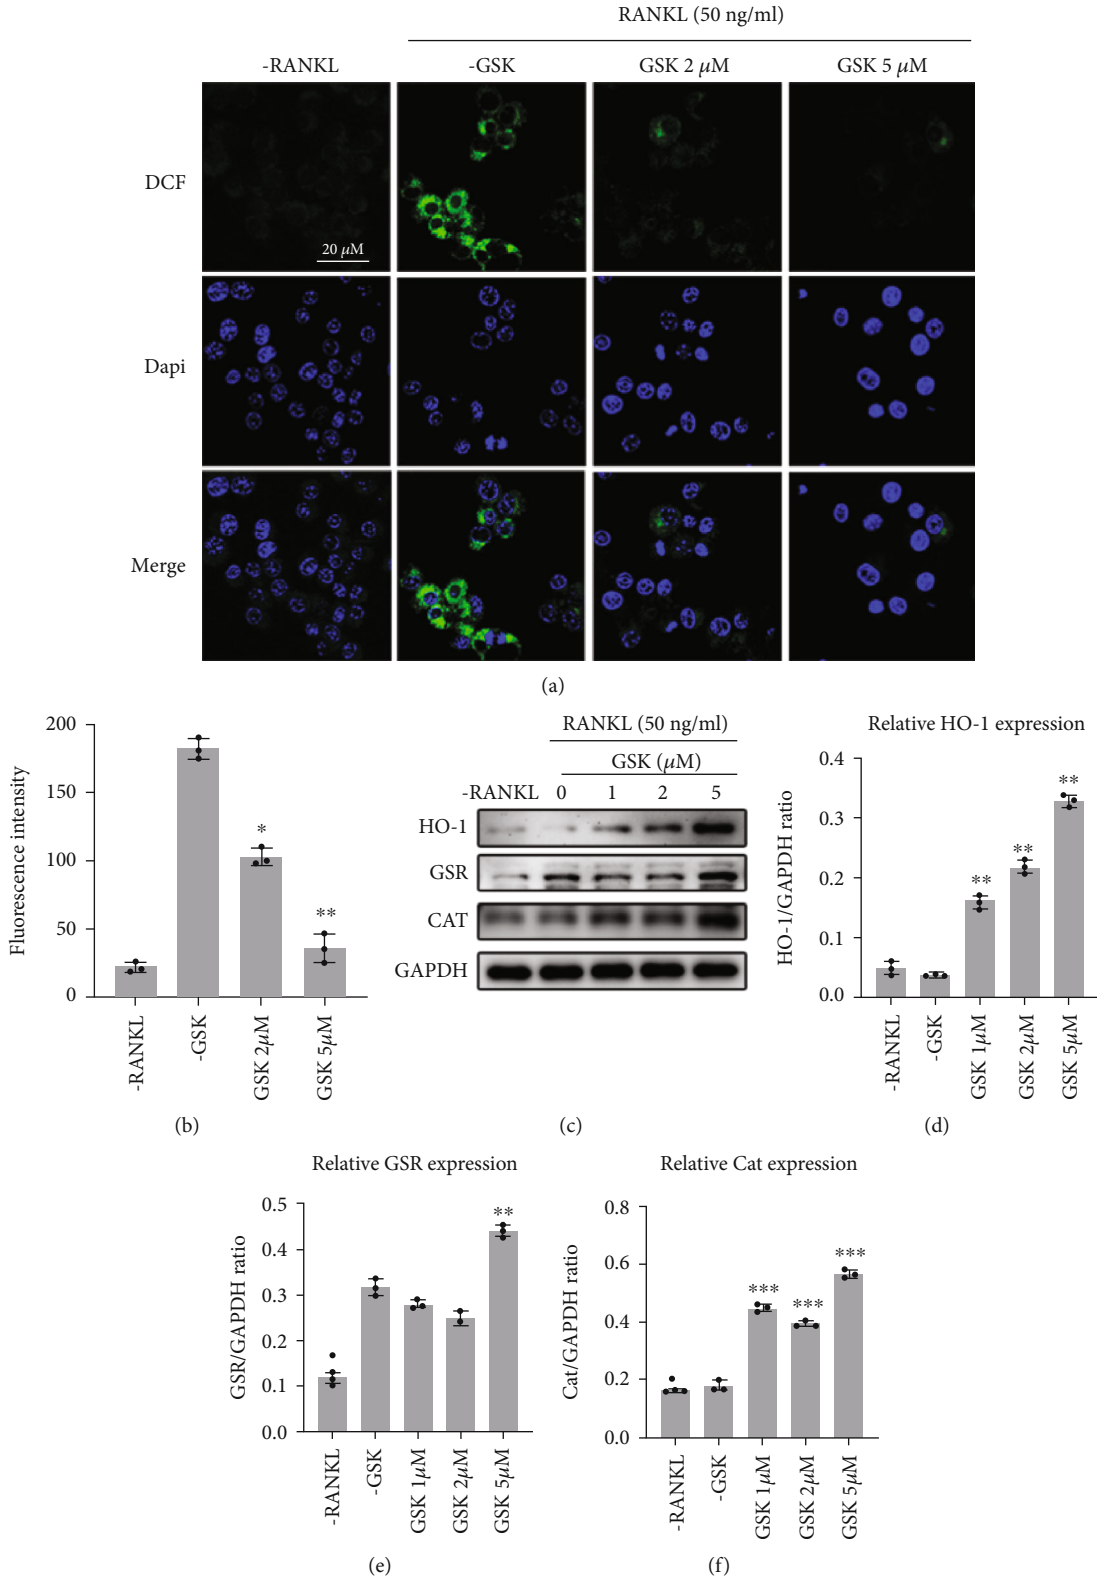 RANKL (50 ng/ml)
-RANKL -GSK GSK 2 μM GSK 5 μM
DCF
20 μM
Dapi
Merge
(a)
200
150
100
50
0
Fluorescence intensity
*
**
-RANKL
-GSK
GSK 2μM
GSK 5μM
(b)
RANKL (50 ng/ml)
GSK (μM)
-RANKL 0 1 2 5
HO-1
GSR
CAT
GAPDH
(c)
Relative HO-1 expression
0.4
0.3
0.2
0.1
0.0
HO-1/GAPDH ratio
**
**
**
-RANKL
-GSK
GSK 1μM
GSK 2μM
GSK 5μM
(d)
Relative GSR expression
0.5
0.4
0.3
0.2
0.1
0.0
GSR/GAPDH ratio
**
-RANKL
-GSK
GSK 1μM
GSK 2μM
GSK 5μM
(e)
Relative Cat expression
0.8
0.6
0.4
0.2
0.0
Cat/GAPDH ratio
***
***
***
-RANKL
-GSK
GSK 1μM
GSK 2μM
GSK 5μM
(f)